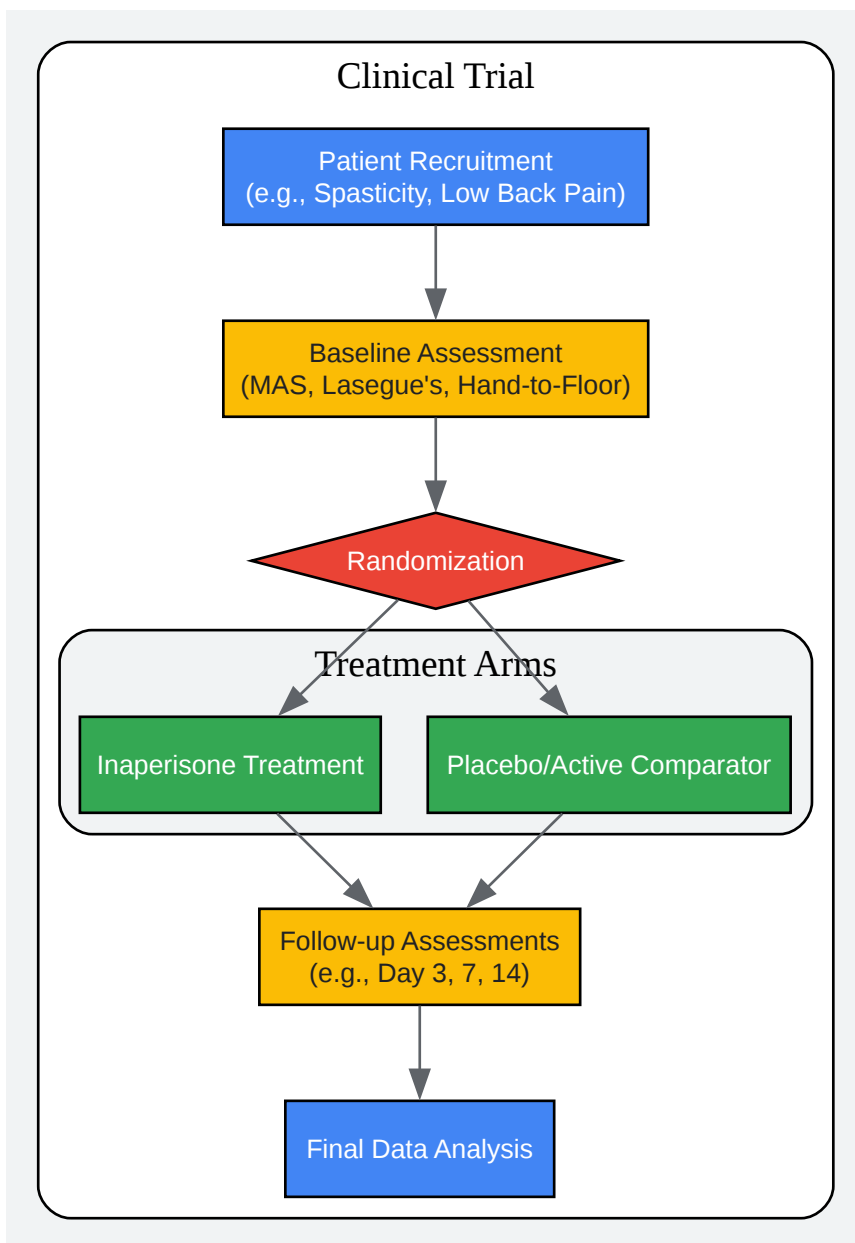 Clinical Trial
Patient Recruitment
(e.g., Spasticity, Low Back Pain)
Baseline Assessment
(MAS, Lasegue's, Hand-to-Floor)
Randomization
Treatment Arms
Inaperisone Treatment
Placebo/Active Comparator
Follow-up Assessments
(e.g., Day 3, 7, 14)
Final Data Analysis